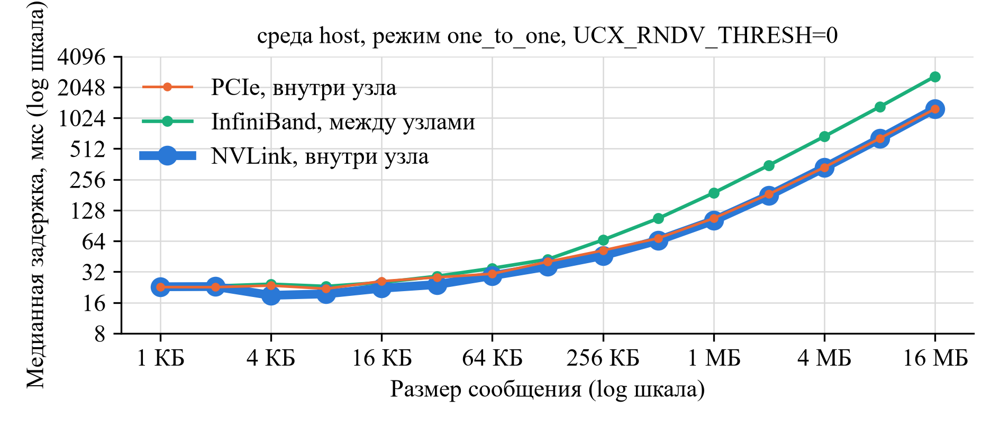 среда host, режим one_to_one, UCX_RNDV_THRESH=0
Медианная задержка, мкс (log шкала)
4096
2048
1024
512
256
128
64
32
16
8
PCIe, внутри узла
InfiniBand, между узлами
NVLink, внутри узла
1 КБ 4 КБ 16 КБ 64 КБ 256 КБ 1 МБ 4 МБ 16 МБ
Размер сообщения (log шкала)